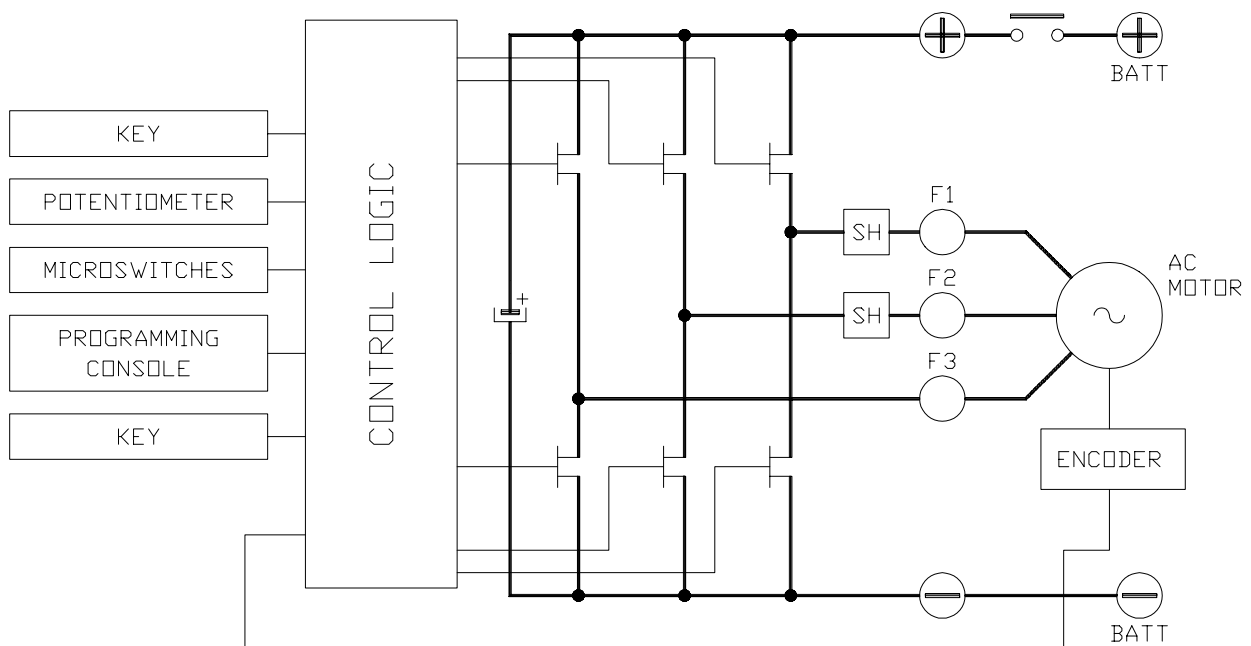 KEY
POTENTIOMETER
MICROSWITCHES
PROGRAMMING
CONSOLE
KEY
CONTROL LOGIC
+
BATT
SH
F1
SH
F2
F3
AC
MOTOR
ENCODER
BATT